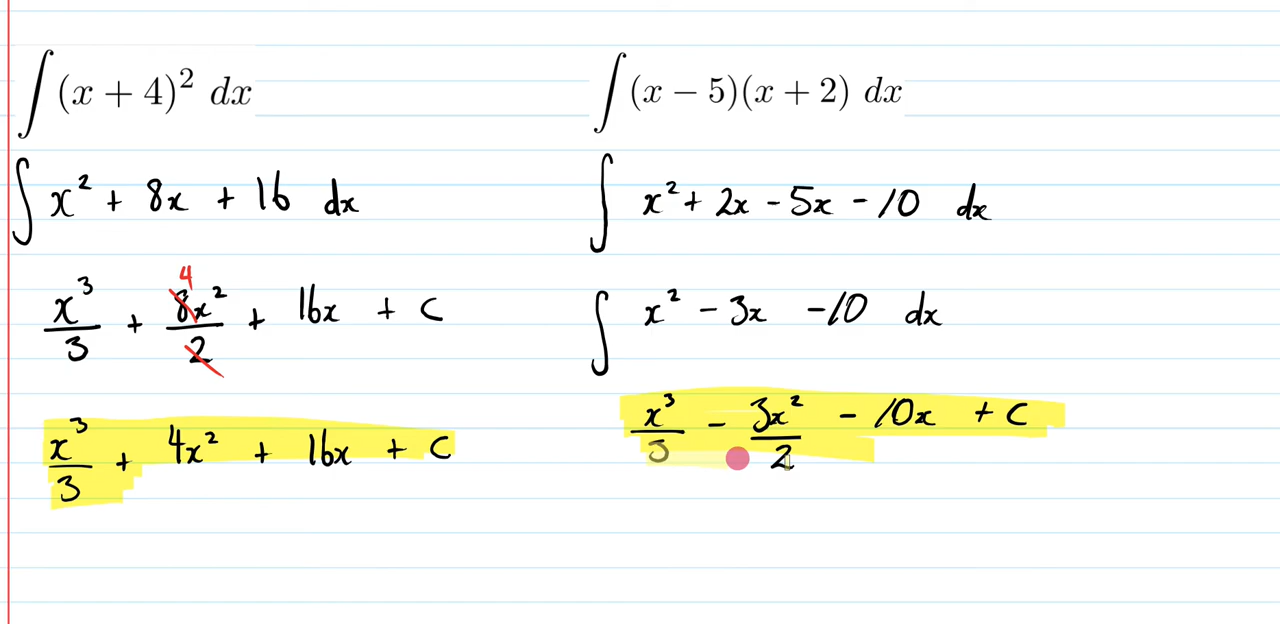 ∫ (x + 4)² dx
∫ x² + 8x + 16 dx
x³/3 + 8x²/2 + 16x + c
4
x³/3 + 4x² + 16x + c
∫ (x − 5)(x + 2) dx
∫ x² + 2x − 5x − 10 dx
∫ x² − 3x − 10 dx
x³/3 − 3x²/2 − 10x + c